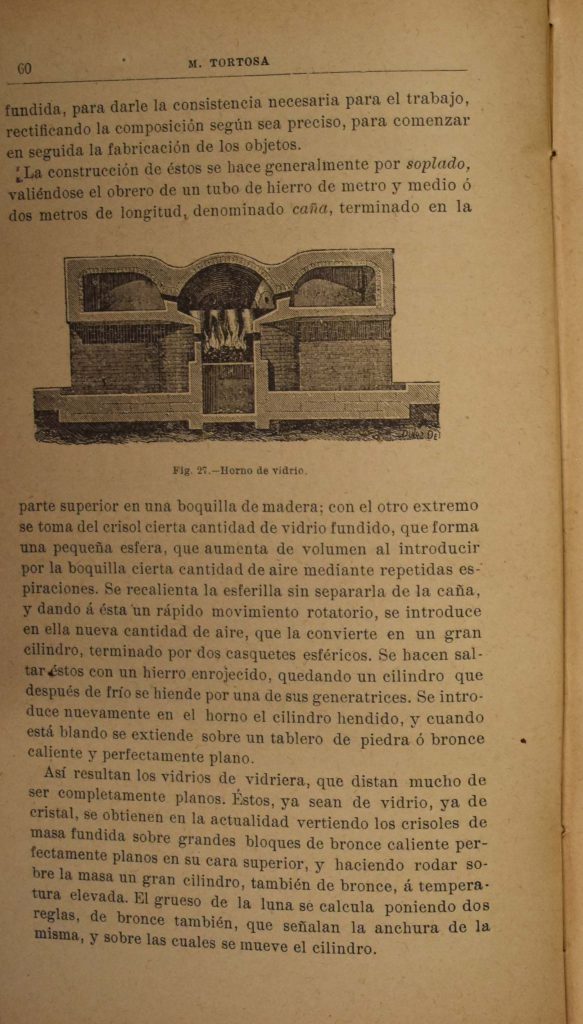 60
M. TORTOSA
fundida, para darle la consistencia necesaria para el trabajo,
rectificando la composición según sea preciso, para comenzar
en seguida la fabricación de los objetos.
La construcción de éstos se hace generalmente por soplado,
valiéndose el obrero de un tubo de hierro de metro y medio ó
dos metros de longitud, denominado caña, terminado en la
Fig. 27.—Horno de vidrio.
parte superior en una boquilla de madera; con el otro extremo
se toma del crisol cierta cantidad de vidrio fundido, que forma
una pequeña esfera, que aumenta de volumen al introducir
por la boquilla cierta cantidad de aire mediante repetidas es-
piraciones. Se recalienta la esferilla sin separarla de la caña,
y dando á ésta un rápido movimiento rotatorio, se introduce
en ella nueva cantidad de aire, que la convierte en un gran
cilindro, terminado por dos casquetes esféricos. Se hacen sal-
tar éstos con un hierro enrojecido, quedando un cilindro que
después de frío se hiende por una de sus generatrices. Se intro-
duce nuevamente en el horno el cilindro hendido, y cuando
está blando se extiende sobre un tablero de piedra ó bronce
caliente y perfectamente plano.
Así resultan los vidrios de vidriera, que distan mucho de
ser completamente planos. Éstos, ya sean de vidrio, ya de
cristal, se obtienen en la actualidad vertiendo los crisoles de
masa fundida sobre grandes bloques de bronce caliente per-
fectamente planos en su cara superior, y haciendo rodar so-
bre la masa un gran cilindro, también de bronce, á tempera-
tura elevada. El grueso de la luna se calcula poniendo dos
reglas, de bronce también, que señalan la anchura de la
misma, y sobre las cuales se mueve el cilindro.